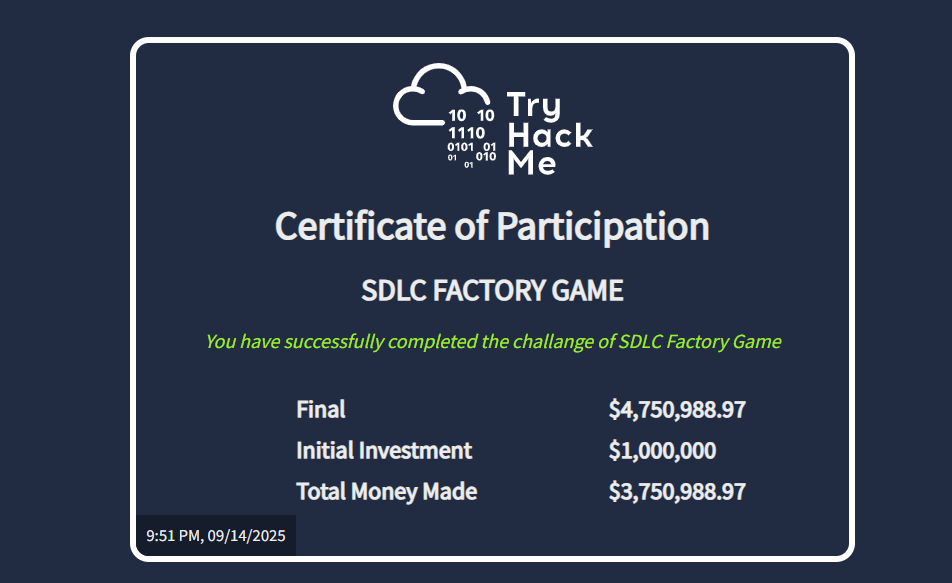 Try
Hack
Me
10 10
1110
0101 01
01 010
01
Certificate of Participation
SDLC FACTORY GAME
You have successfully completed the challange of SDLC Factory Game
Final $4,750,988.97
Initial Investment $1,000,000
Total Money Made $3,750,988.97
9:51 PM, 09/14/2025